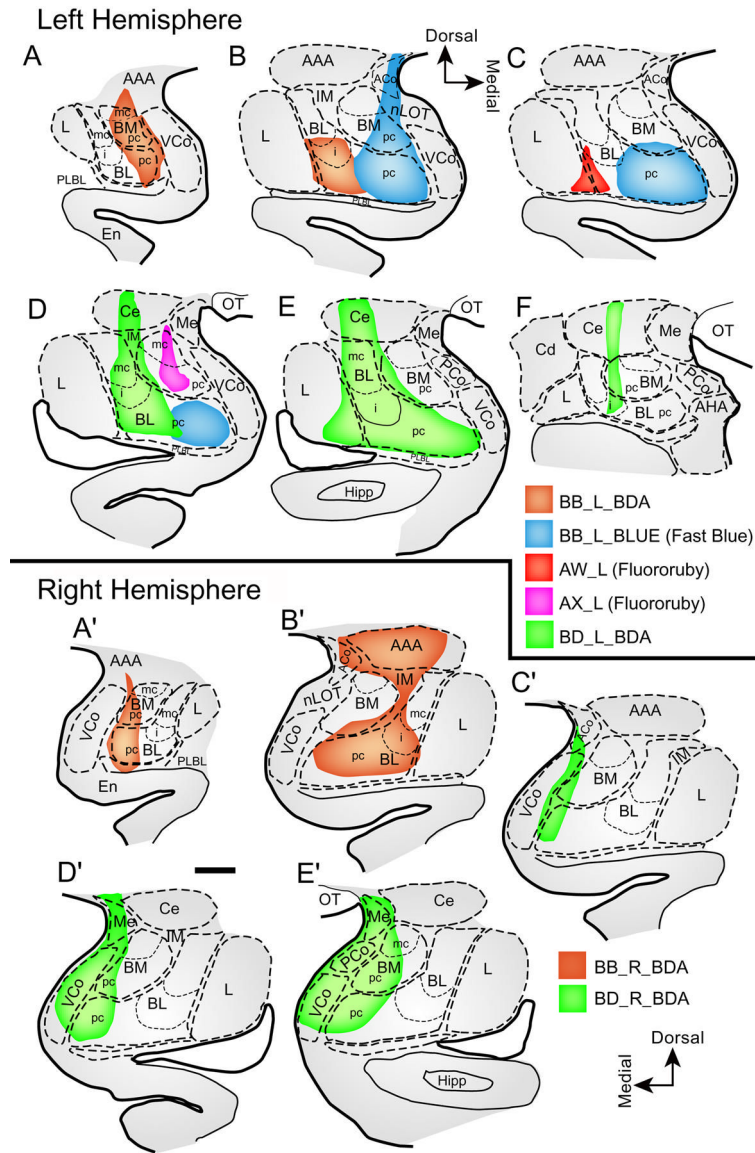 Left Hemisphere
A
AAA
L
mc
mc
BM
pc
i
pc
BL
VCo
PLBL
En
B
AAA
ACo
IM
nLOT
L
BL
BM
pc
i
VCo
pc
PLBL
Dorsal
Medial
C
AAA
ACo
L
BM
BL
VCo
pc
D
Ce
OT
Me
IM
mc
mc
L
pc
VCo
BL
pc
PLBL
E
Ce
OT
Me
mc
BL
BM
pc
PCo
L
i
VCo
pc
PLBL
Hipp
F
Ce
Me
OT
Cd
BM
pc
PCo
L
i
BL
pc
AHA
BB_L_BDA
BB_L_BLUE (Fast Blue)
AW_L (Fluororuby)
AX_L (Fluororuby)
BD_L_BDA
Right Hemisphere
A'
AAA
mc
BM
pc
mc
L
VCo
i
pc
BL
PLBL
En
B'
AAA
ACo
IM
nLOT
BM
mc
L
VCo
i
pc
BL
C'
AAA
ACo
IM
BM
VCo
BL
L
D'
Me
Ce
IM
BM
VCo
pc
BL
L
pc
E'
OT
Me
Ce
mc
PCo
BM
pc
VCo
BL
L
pc
Hipp
BB_R_BDA
BD_R_BDA
Dorsal
Medial